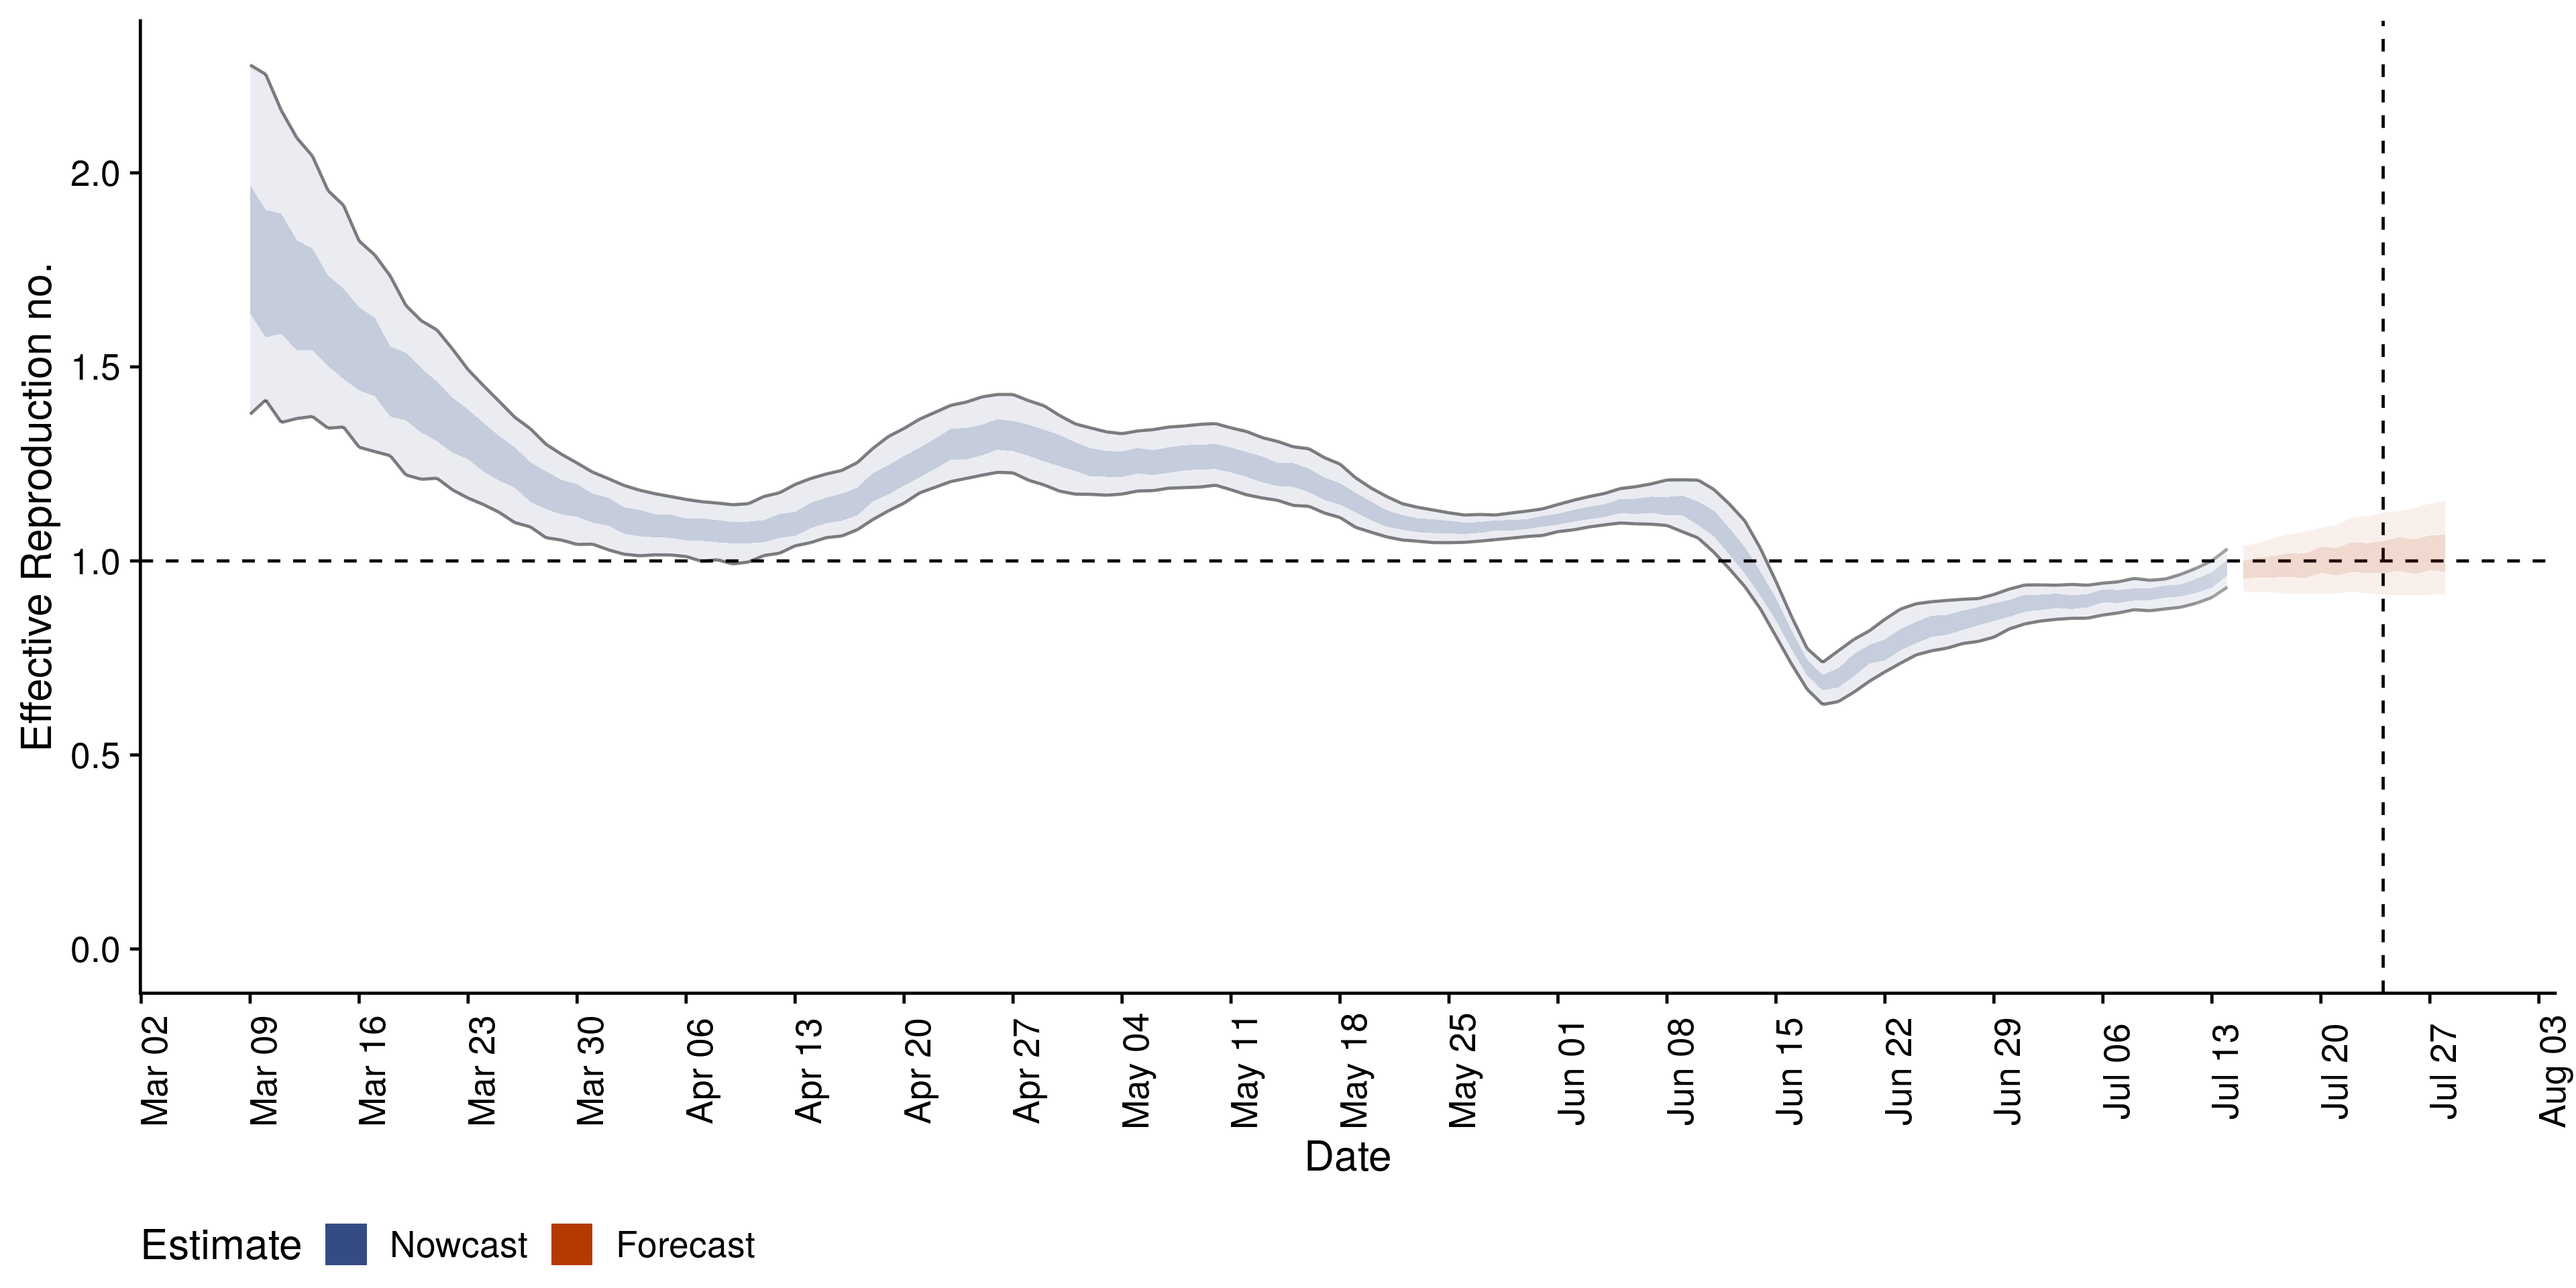 Effective Reproduction no.
2.0
1.5
1.0
0.5
0.0
Mar 02
Mar 09
Mar 16
Mar 23
Mar 30
Apr 06
Apr 13
Apr 20
Apr 27
May 04
May 11
May 18
May 25
Jun 01
Jun 08
Jun 15
Jun 22
Jun 29
Jul 06
Jul 13
Jul 20
Jul 27
Aug 03
Date
Estimate Nowcast Forecast